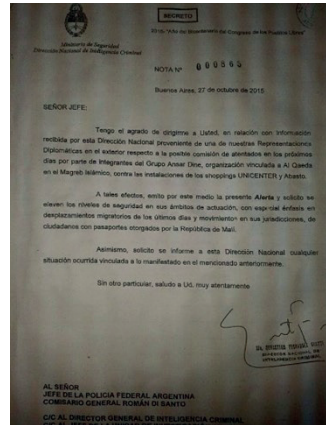 SECRETO
2015 - "Año del Bicentenario del Congreso de los Pueblos Libres"
Ministerio de Seguridad
Dirección Nacional de Inteligencia Criminal
NOTA Nº
Buenos Aires, 27 de octubre de 2015
SEÑOR JEFE:
Tengo el agrado de dirigirme a Usted, en relación con información
recibida por esta Dirección Nacional proveniente de una de nuestras Representaciones
Diplomáticas en el exterior respecto a la posible comisión de atentados en los próximos
días por parte de Integrantes del Grupo Ansar Dine, organización vinculada a Al Qaeda
en el Magreb Islámico, contra las instalaciones de los shoppings UNICENTER y Abasto.
A tales efectos, emito por este medio la presente Alerta y solicito se
eleven los niveles de seguridad en sus ámbitos de actuación, con especial énfasis en
desplazamientos migratorios de los últimos días y movimientos en sus jurisdicciones, de
ciudadanos con pasaportes otorgados por la República de Mali.
Asimismo, solicito se informe a esta Dirección Nacional cualquier
situación ocurrida vinculada a lo manifestado en el mencionado anteriormente.
Sin otro particular, saludo a Ud. muy atentamente.
DIRECTOR NACIONAL DE
INTELIGENCIA CRIMINAL
AL SEÑOR
JEFE DE LA POLICIA FEDERAL ARGENTINA
COMISARIO GENERAL ROMÁN DI SANTO
C/C AL DIRECTOR GENERAL DE INTELIGENCIA CRIMINAL